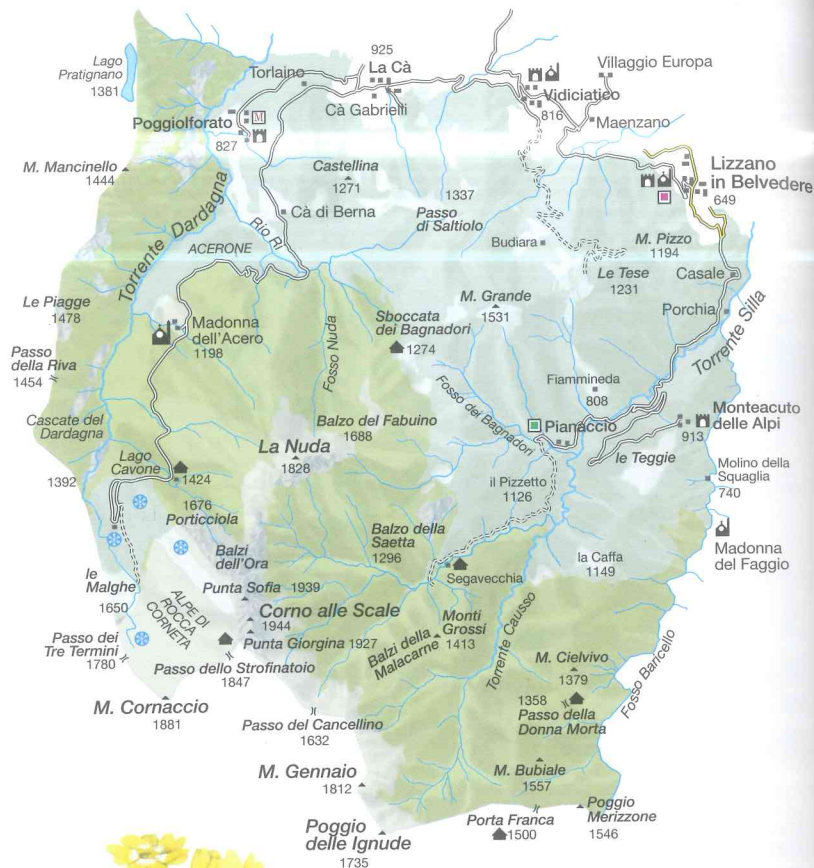 925
Lago
Pratignano
1381
Torlaino
La Cà
Villaggio Europa
Cà Gabrielli
Vidiciatico
816
Poggiolforato
M
827
Maenzano
M. Mancinello
1444
Castellina
1271
1337
Passo
di Saltiolo
Lizzano
in Belvedere
649
Torrente Dardagna
Rio Ri
Cà di Berna
ACERONE
Budiara
M. Pizzo
1194
Le Tese
1231
Casale
Le Piagge
1478
Madonna
dell'Acero
1198
Fosso Nuda
Sboccata
dei Bagnadori
1274
M. Grande
1531
Porchia
Torrente Silla
Passo
della Riva
1454
Fosso dei Bagnadori
Fiammineda
808
Cascate del
Dardagna
Balzo del Fabuino
1688
Pianaccio
Monteacuto
delle Alpi
913
Lago
Cavone
1424
La Nuda
1828
le Teggie
1392
1676
Porticciola
il Pizzetto
1126
Molino della
Squaglia
740
Balzi
dell'Ora
Balzo della
Saetta
1296
la Caffa
1149
Madonna
del Faggio
Segavecchia
le Malghe
1650
ALPE DI
ROCCA
CORNETA
Punta Sofia 1939
Corno alle Scale
1944
Punta Giorgina 1927
Balzi della
Malacarne
Monti
Grossi
1413
Torrente Causso
Fosso Baricello
Passo dei
Tre Termini
1780
Passo dello Strofinatoio
1847
M. Cielvivo
1379
1358
Passo della
Donna Morta
M. Cornaccio
1881
Passo del Cancellino
1632
M. Gennaio
1812
M. Bubiale
1557
Poggio
delle Ignude
1735
Porta Franca
1500
Poggio
Merizzone
1546